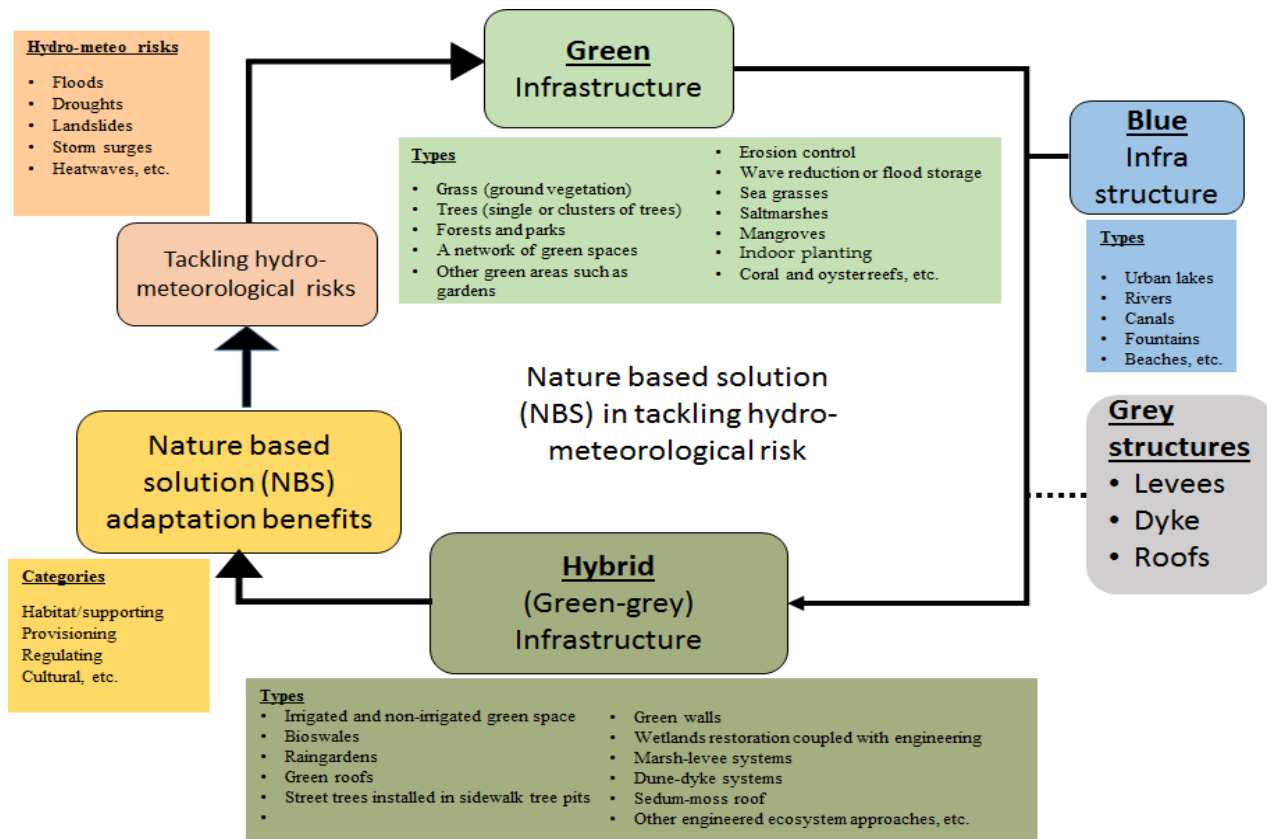 Hydro-meteo risks
• Floods
• Droughts
• Landslides
• Storm surges
• Heatwaves, etc.
Tackling hydro-
meteorological risks
Green
Infrastructure
Types
• Grass (ground vegetation)
• Trees (single or clusters of trees)
• Forests and parks
• A network of green spaces
• Other green areas such as
gardens
• Erosion control
• Wave reduction or flood storage
• Sea grasses
• Saltmarshes
• Mangroves
• Indoor planting
• Coral and oyster reefs, etc.
Blue
Infra
structure
Types
• Urban lakes
• Rivers
• Canals
• Fountains
• Beaches, etc.
Nature based solution
(NBS) in tackling hydro-
meteorological risk
Grey
structures
• Levees
• Dyke
• Roofs
Nature based
solution (NBS)
adaptation benefits
Categories
Habitat/supporting
Provisioning
Regulating
Cultural, etc.
Hybrid
(Green-grey)
Infrastructure
Types
• Irrigated and non-irrigated green space
• Bioswales
• Raingardens
• Green roofs
• Street trees installed in sidewalk tree pits
•
• Green walls
• Wetlands restoration coupled with engineering
• Marsh-levee systems
• Dune-dyke systems
• Sedum-moss roof
• Other engineered ecosystem approaches, etc.